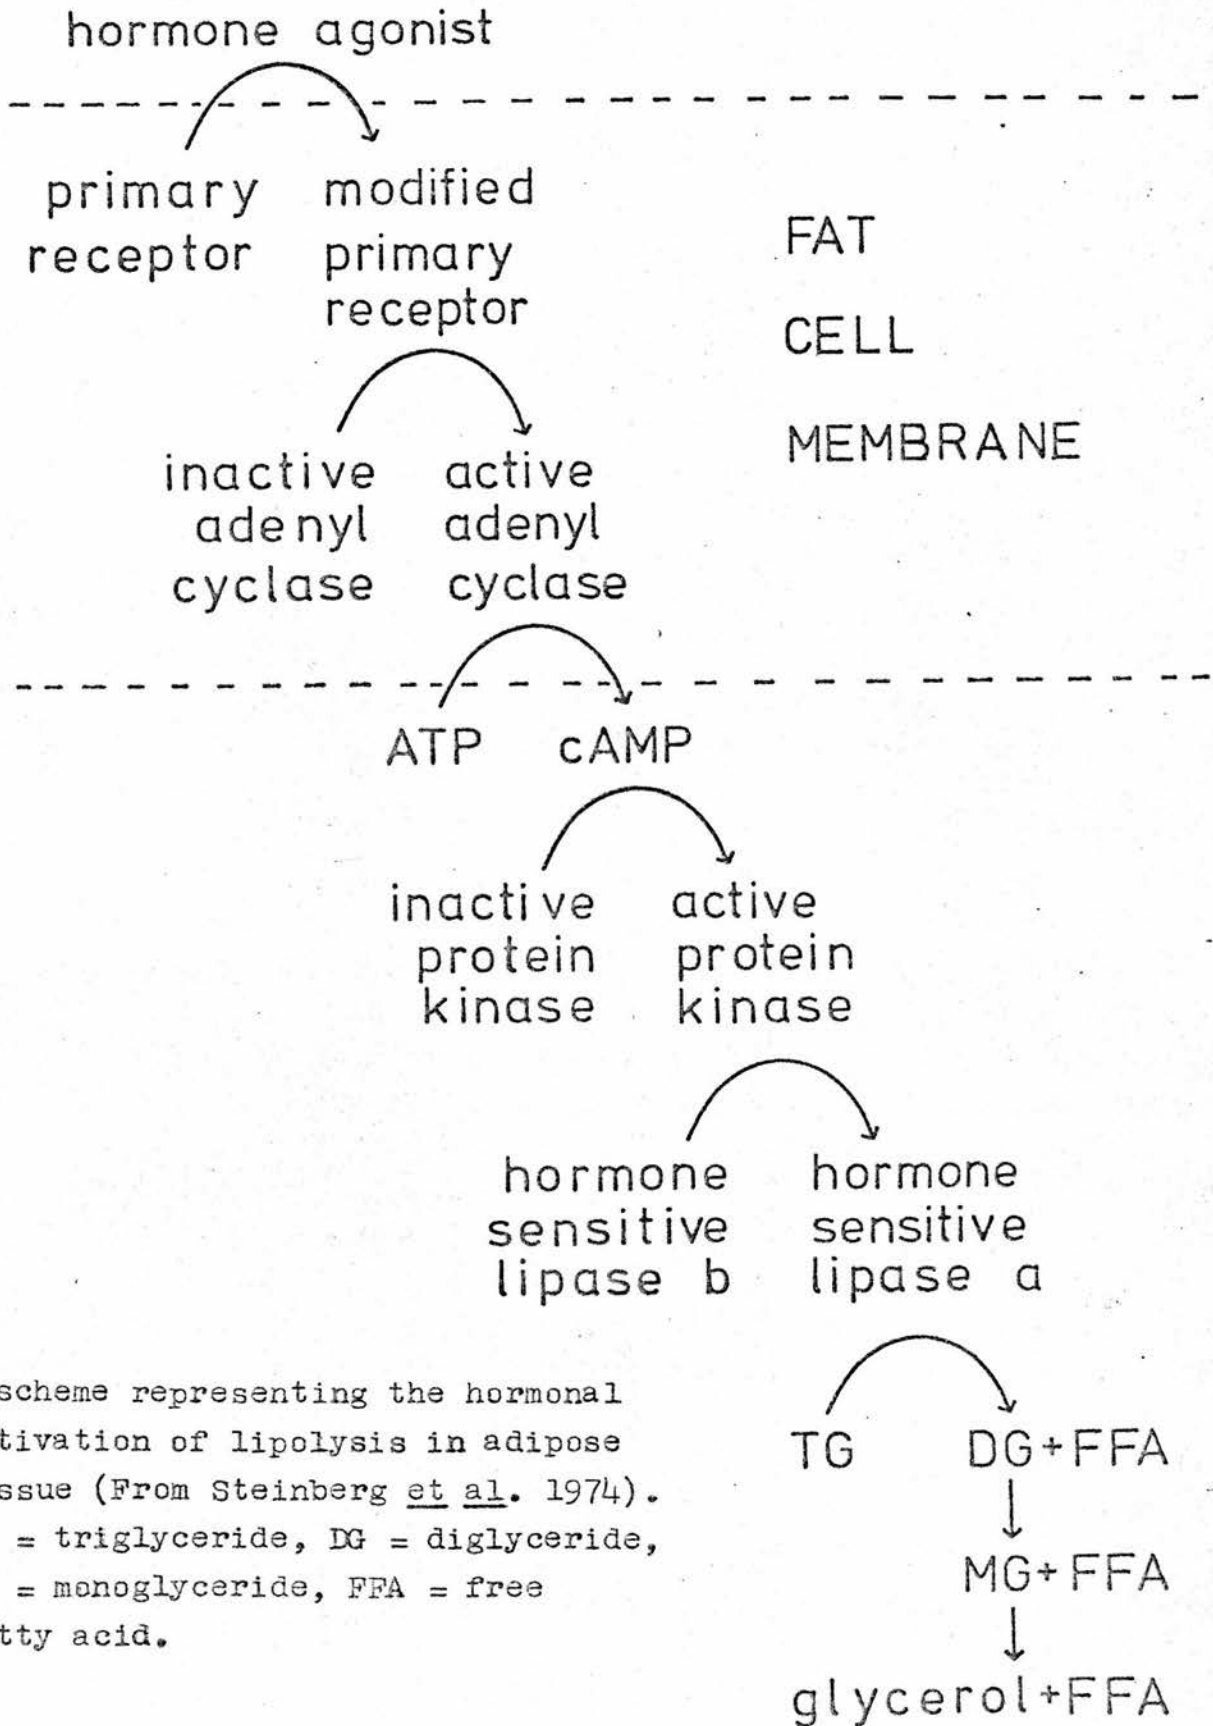 hormone agonist
primary modified
receptor primary
receptor
FAT
CELL
MEMBRANE
inactive active
adenyl adenyl
cyclase cyclase
ATP cAMP
inactive active
protein protein
kinase kinase
hormone hormone
sensitive sensitive
lipase b lipase a
TG DG+FFA
MG+FFA
glycerol+FFA
scheme representing the hormonal
tivation of lipolysis in adipose
ssue (From Steinberg et al. 1974).
= triglyceride, DG = diglyceride,
= monoglyceride, FFA = free
tty acid.